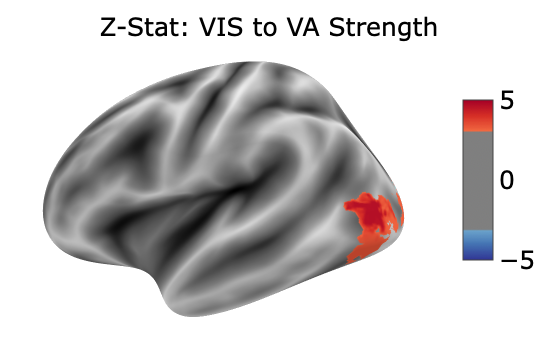 Z-Stat: VIS to VA Strength
5
0
−5